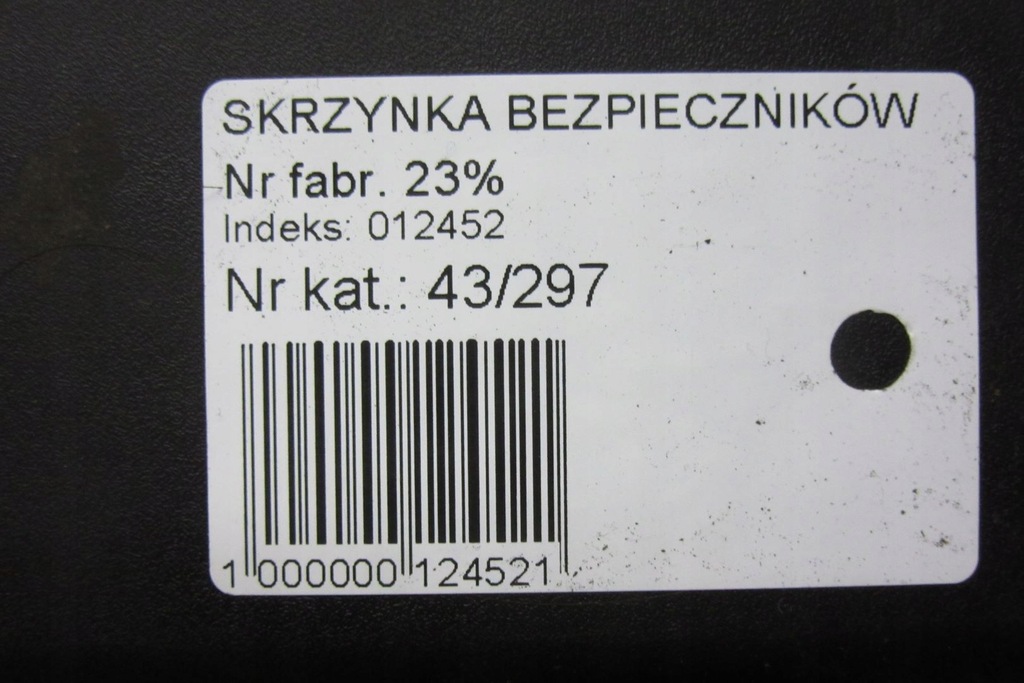 SKRZYNKA BEZPIECZNIKÓW
Nr fabr. 23%
Indeks: 012452
Nr kat.: 43/297
1 000000 124521